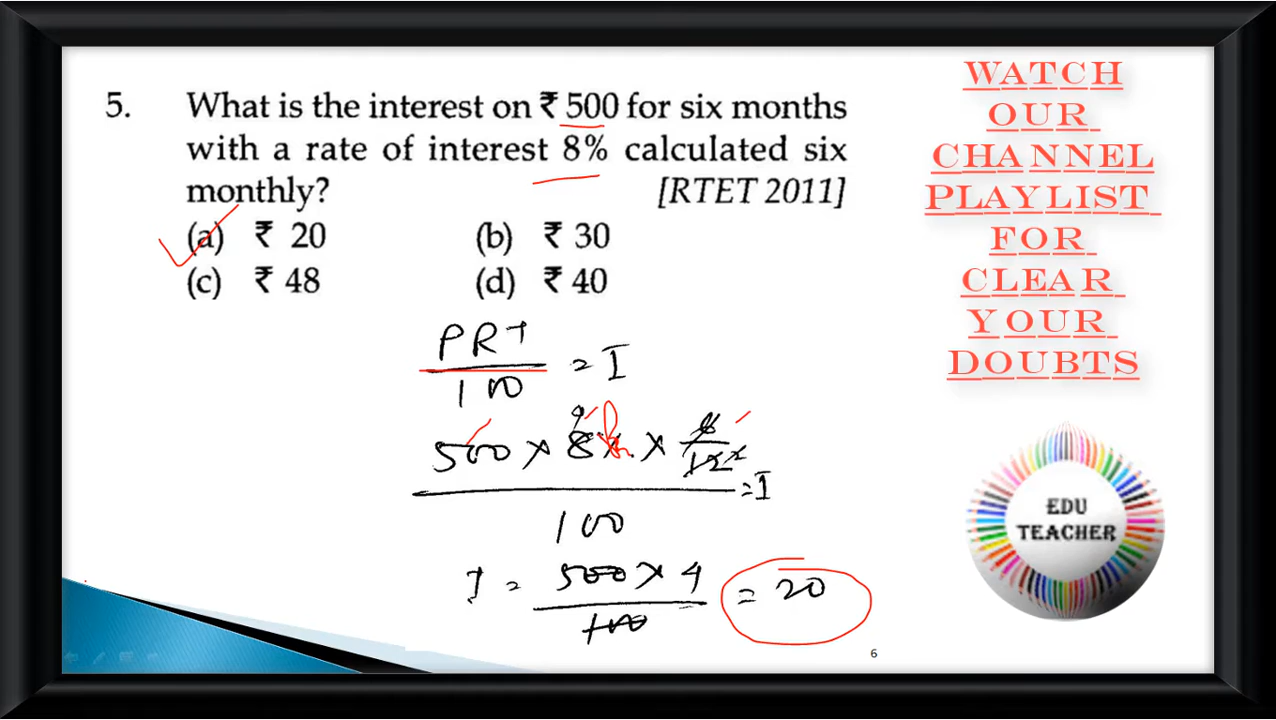 5. What is the interest on ₹ 500 for six months
with a rate of interest 8% calculated six
monthly? [RTET 2011]
(a) ₹ 20 (b) ₹ 30
(c) ₹ 48 (d) ₹ 40
PRT
100
= I
500 × 8 × 6/12
100
= I
I = 500 × 4
100
= 20
6
WATCH
OUR
CHANNEL
PLAYLIST
FOR
CLEAR
YOUR
DOUBTS
EDU
TEACHER